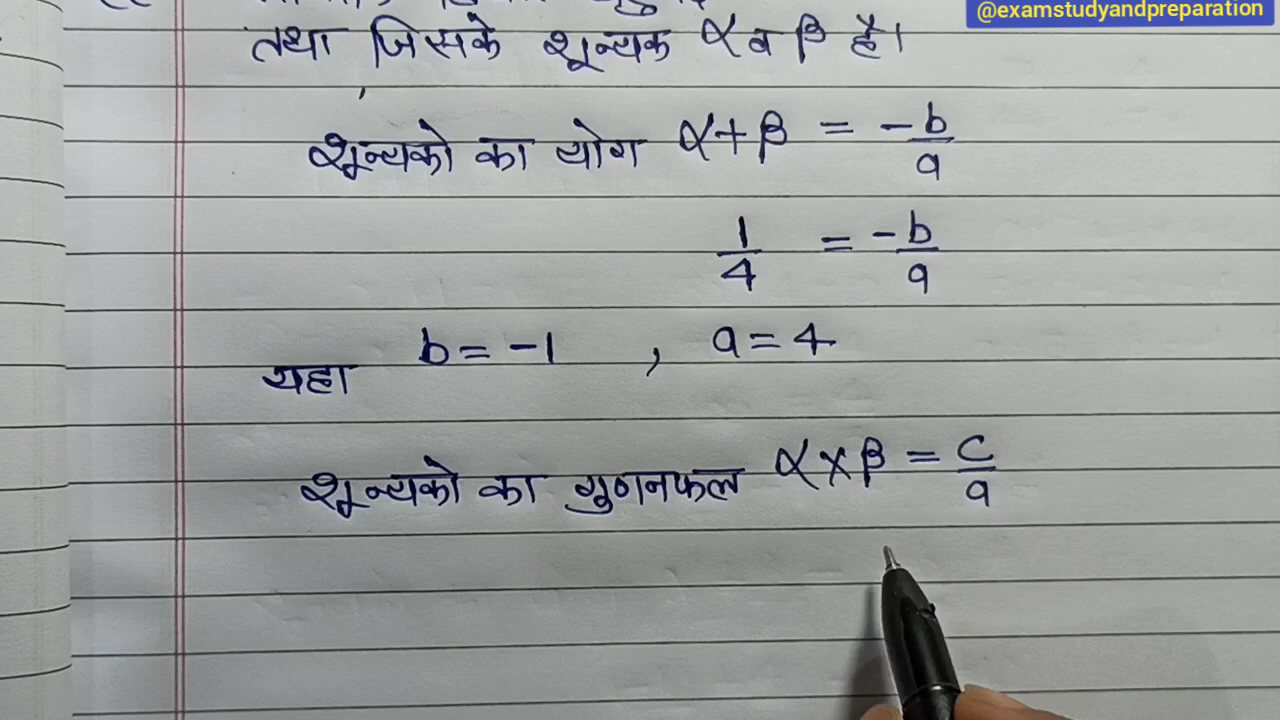 @examstudyandpreparation
तथा जिसके शून्यक α व β है।
शून्यको का योग α+β = -b/a
1/4 = -b/a
यहा b = -1 , a = 4
शून्यको का गुणनफल α×β = c/a